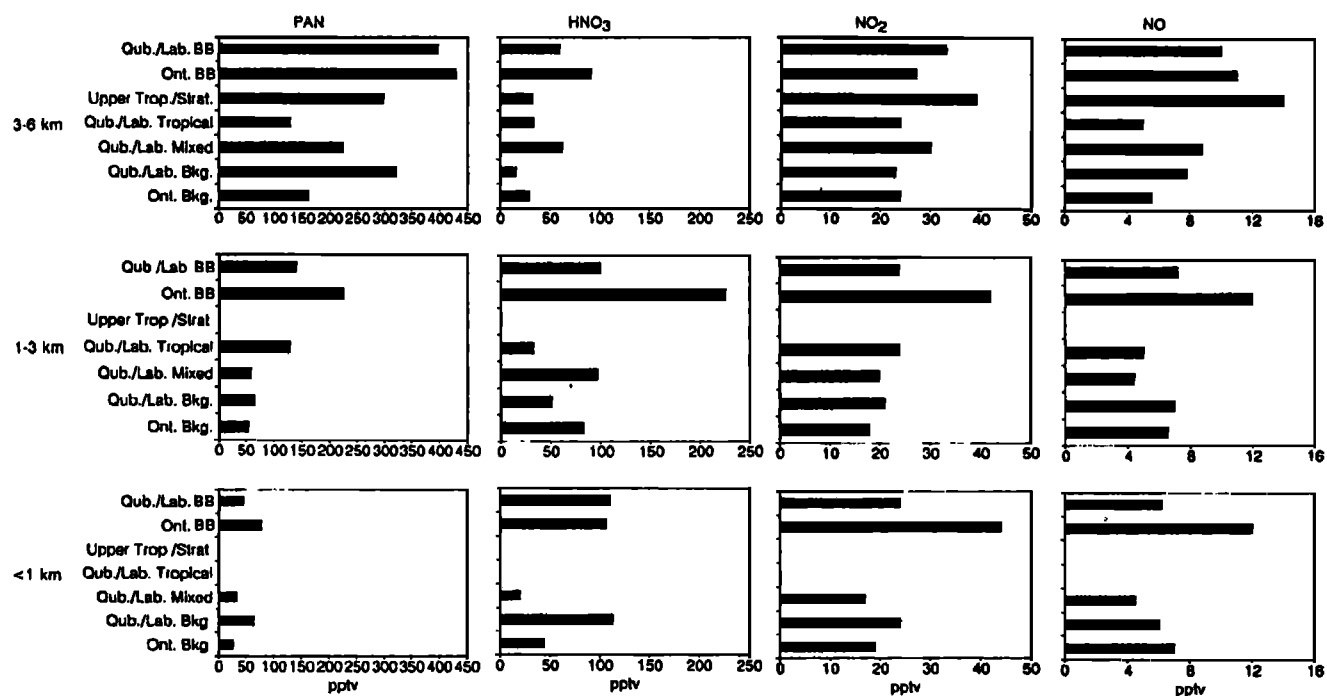 PAN HNO3 NO2 NO
3-6 km
Qub./Lab. BB
Ont. BB
Upper Trop./Strat.
Qub./Lab. Tropical
Qub./Lab. Mixed
Qub./Lab. Bkg.
Ont. Bkg.
0 50 100 150 200 250 300 350 400 450 0 50 100 150 200 250 0 10 20 30 40 50 0 4 8 12 16
1-3 km
Qub./Lab BB
Ont. BB
Upper Trop./Strat
Qub./Lab. Tropical
Qub./Lab. Mixed
Qub./Lab. Bkg.
Ont. Bkg.
0 50 100 150 200 250 300 350 400 450 0 50 100 150 200 250 0 10 20 30 40 50 0 4 8 12 16
<1 km
Qub./Lab. BB
Ont. BB
Upper Trop./Strat
Qub./Lab. Tropical
Qub./Lab. Mixed
Qub./Lab. Bkg
Ont. Bkg
0 50 100 150 200 250 300 350 400 450 0 50 100 150 200 250 0 10 20 30 40 50 0 4 8 12 16
pptv pptv pptv pptv